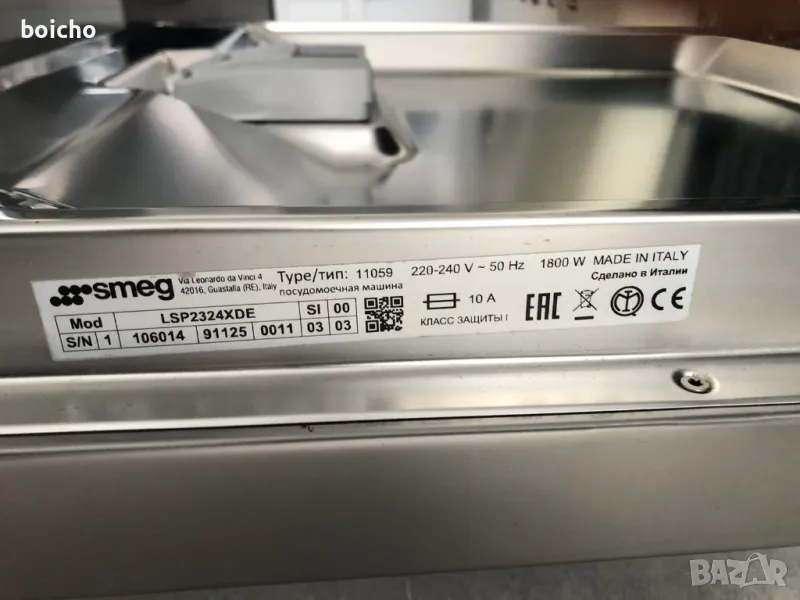 boicho
smeg
Via Leonardo da Vinci 4
42016, Guastalla (RE), Italy
Type/тип: 11059 220-240 V ~ 50 Hz 1800 W MADE IN ITALY
посудомоечная машина
Сделано в Италии
Mod LSP2324XDE SI 00
S/N 1 106014 91125 0011 03 03
10 A
КЛАСС ЗАЩИТЫ I
EAC
CE
BAZAR